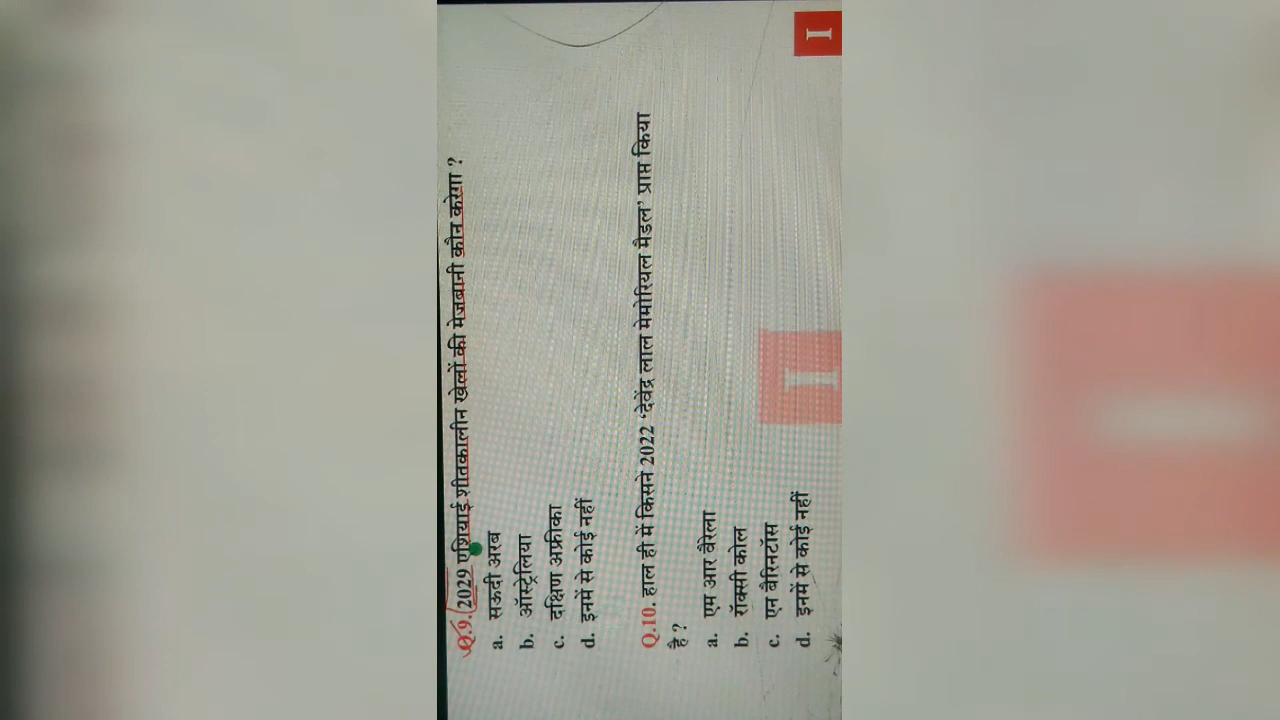 Q.9. 2029 एशियाई शीतकालीन खेलों की मेजबानी कौन करेगा ?
a. सऊदी अरब
b. ऑस्ट्रेलिया
c. दक्षिण अफ्रीका
d. इनमें से कोई नहीं
Q.10. हाल ही में किसने 2022 ‘देवेंद्र लाल मेमोरियल मैडल’ प्राप्त किया
है ?
a. एम आर वैरेला
b. रॉक्सी कोल
c. एन बैरिनटॉस
d. इनमें से कोई नहीं
I
I